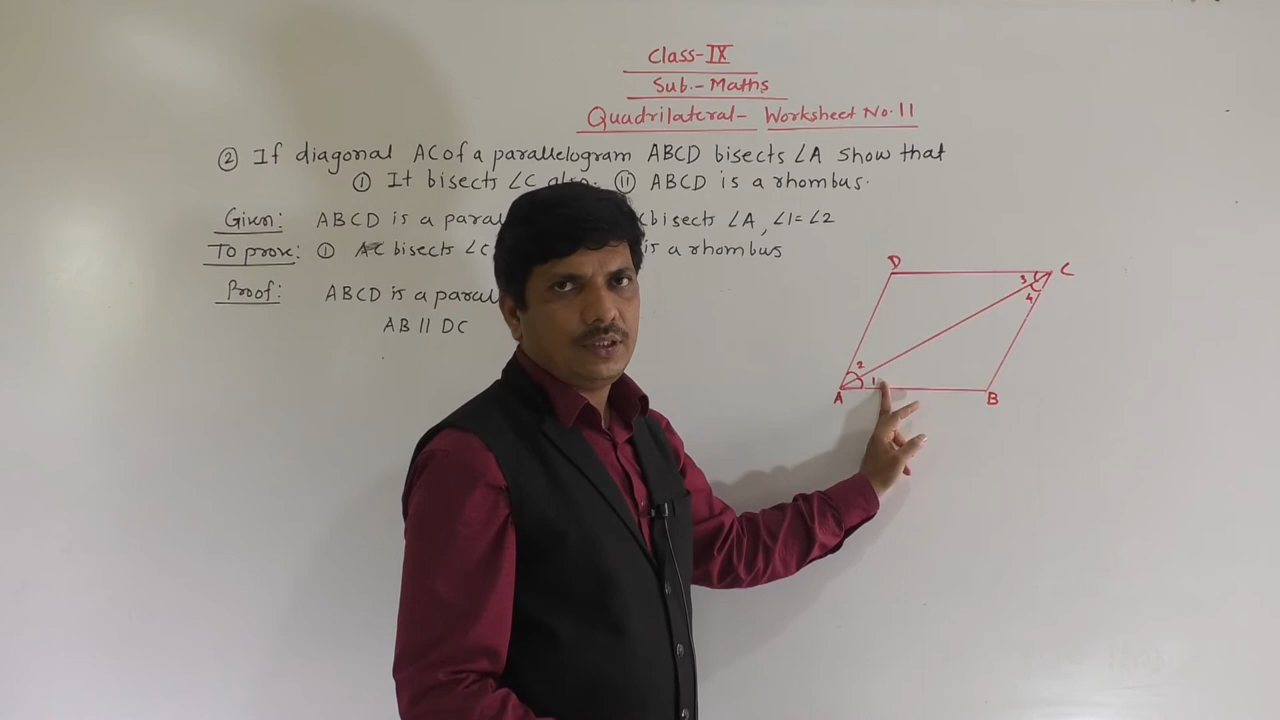 Class-IX
Sub.- Maths
Quadrilateral- Worksheet No.11
② If diagonal AC of a parallelogram ABCD bisects ∠A show that
① It bisects ∠C also. ⑪ ABCD is a rhombus.
Given: ABCD is a bisects ∠A, ∠1=∠2
To prove: ① AC bisects is a rhombus
Proof: ABCD is a
AB || DC
D
C
3
4
2
1
A
B